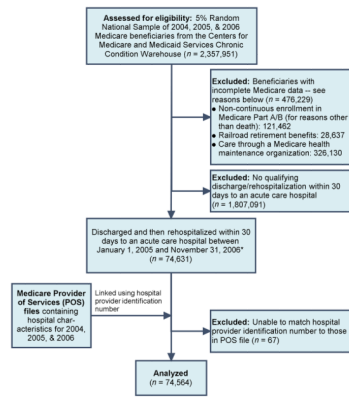 Assessed for eligibility: 5% Random
National Sample of 2004, 2005, & 2006
Medicare beneficiaries from the Centers for
Medicare and Medicaid Services Chronic
Condition Warehouse (n = 2,357,951)
Excluded: Beneficiaries with
incomplete Medicare data -- see
reasons below (n = 476,229)
● Non-continuous enrollment in
Medicare Part A/B (for reasons other
than death): 121,462
● Railroad retirement benefits: 28,637
● Care through a Medicare health
maintenance organization: 326,130
Excluded: No qualifying
discharge/rehospitalization within 30
days to an acute care hospital
(n = 1,807,091)
Discharged and then rehospitalized within 30
days to an acute care hospital between
January 1, 2005 and November 31, 2006*
(n = 74,631)
Medicare Provider
of Services (POS)
files containing
hospital char-
acteristics for 2004,
2005, & 2006
Linked using hospital
provider identification
number
Excluded: Unable to match hospital
provider identification number to those
in POS file (n = 67)
Analyzed
(n = 74,564)